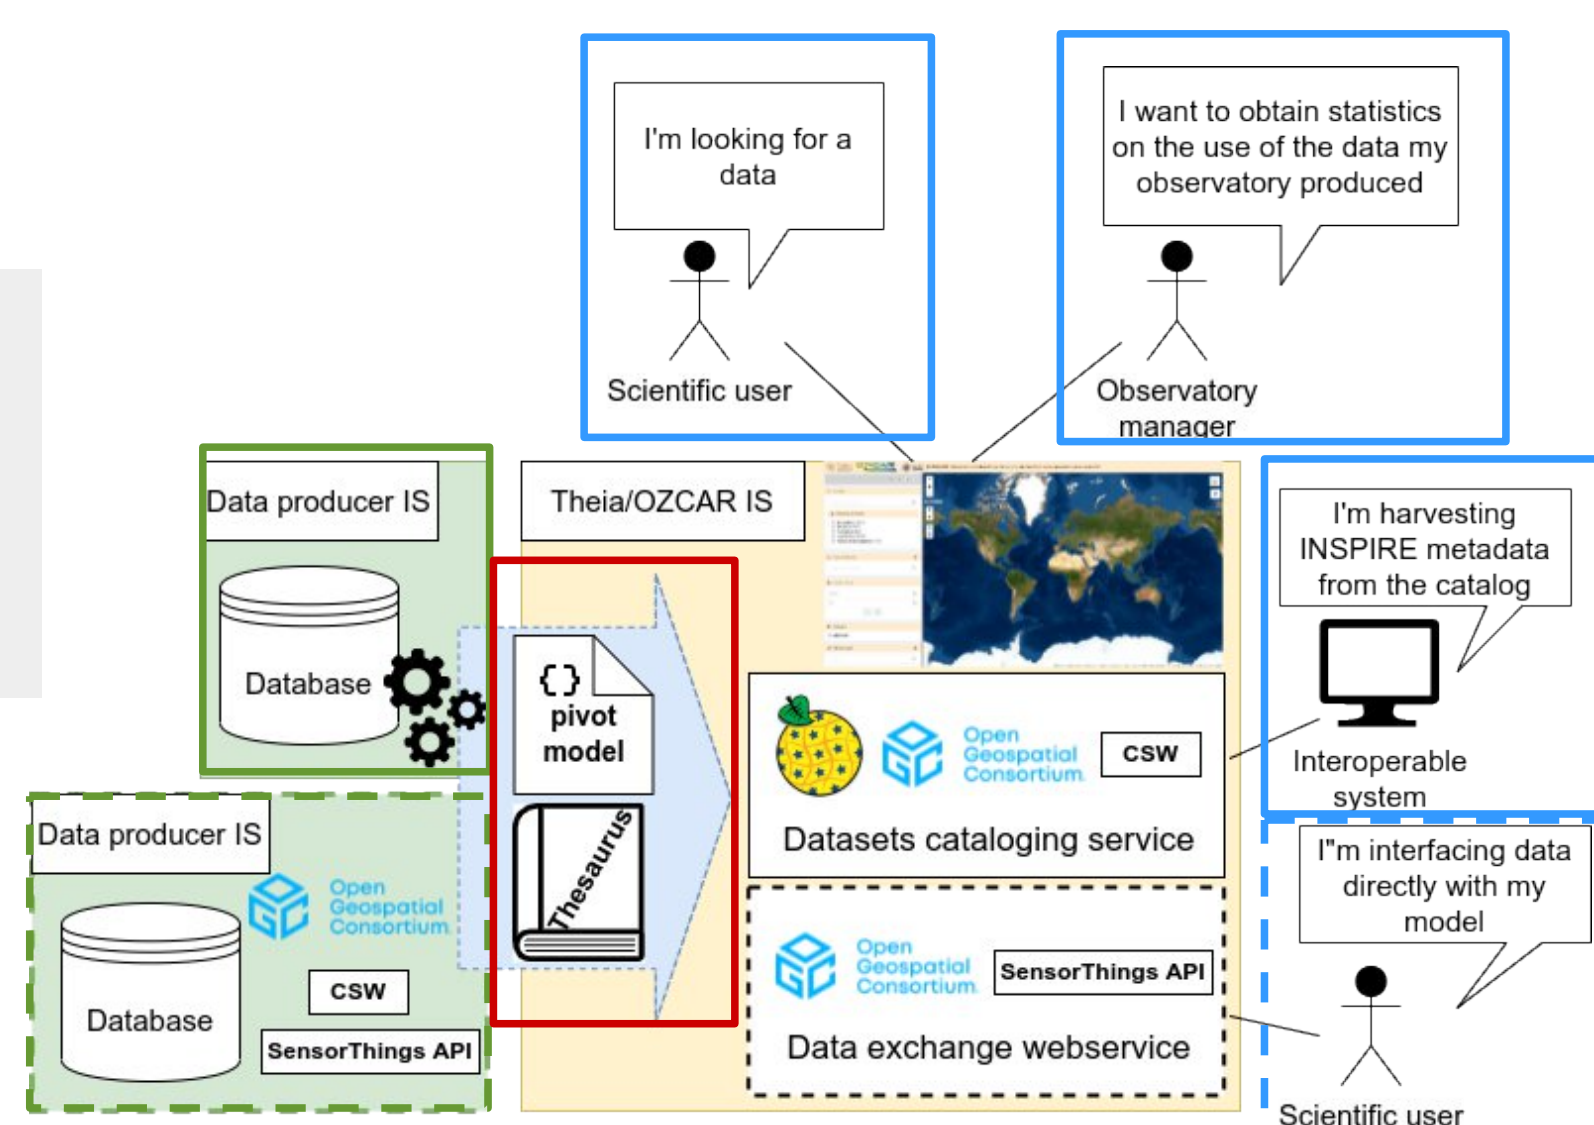 I'm looking for a
data
Scientific user
I want to obtain statistics
on the use of the data my
observatory produced
Observatory
manager
Data producer IS
Database
Theia/OZCAR IS
{}
pivot
model
Thesaurus
Open
Geospatial
Consortium
CSW
Datasets cataloging service
I'm harvesting
INSPIRE metadata
from the catalog
Interoperable
system
Data producer IS
Open
Geospatial
Consortium
Database
CSW
SensorThings API
Open
Geospatial
Consortium
SensorThings API
Data exchange webservice
I"m interfacing data
directly with my
model
Scientific user